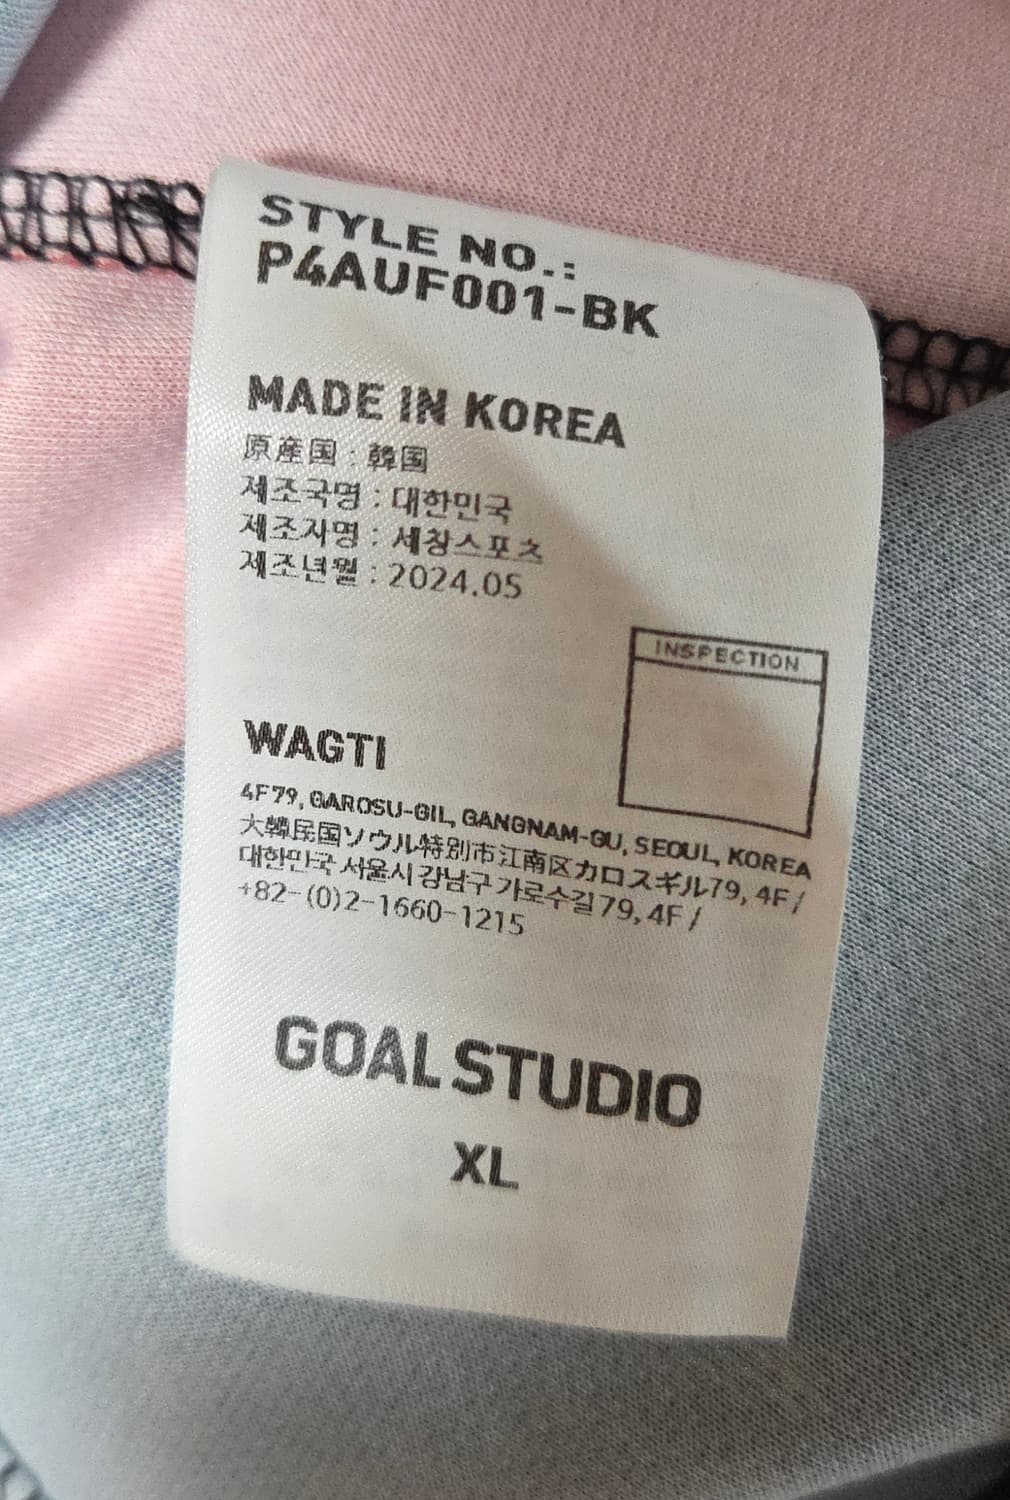 STYLE NO.:
P4AUF001-BK
MADE IN KOREA
原産国 : 韓国
제조국명 : 대한민국
제조자명 : 세창스포츠
제조년월 : 2024.05
INSPECTION
WAGTI
4F 79, GAROSU-GIL, GANGNAM-GU, SEOUL, KOREA
大韓民国ソウル特別市江南区カロスギル79, 4F /
대한민국 서울시 강남구 가로수길 79, 4F /
+82-(0)2-1660-1215
GOALSTUDIO
XL